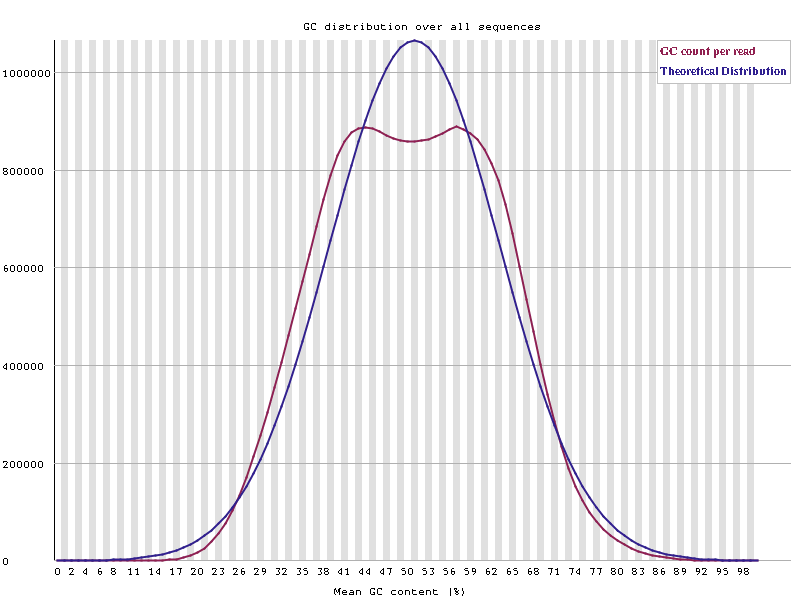 GC distribution over all sequences
GC count per read
Theoretical Distribution
1000000
800000
600000
400000
200000
0
0 2 4 6 8 11 14 17 20 23 26 29 32 35 38 41 44 47 50 53 56 59 62 65 68 71 74 77 80 83 86 89 92 95 98
Mean GC content (%)